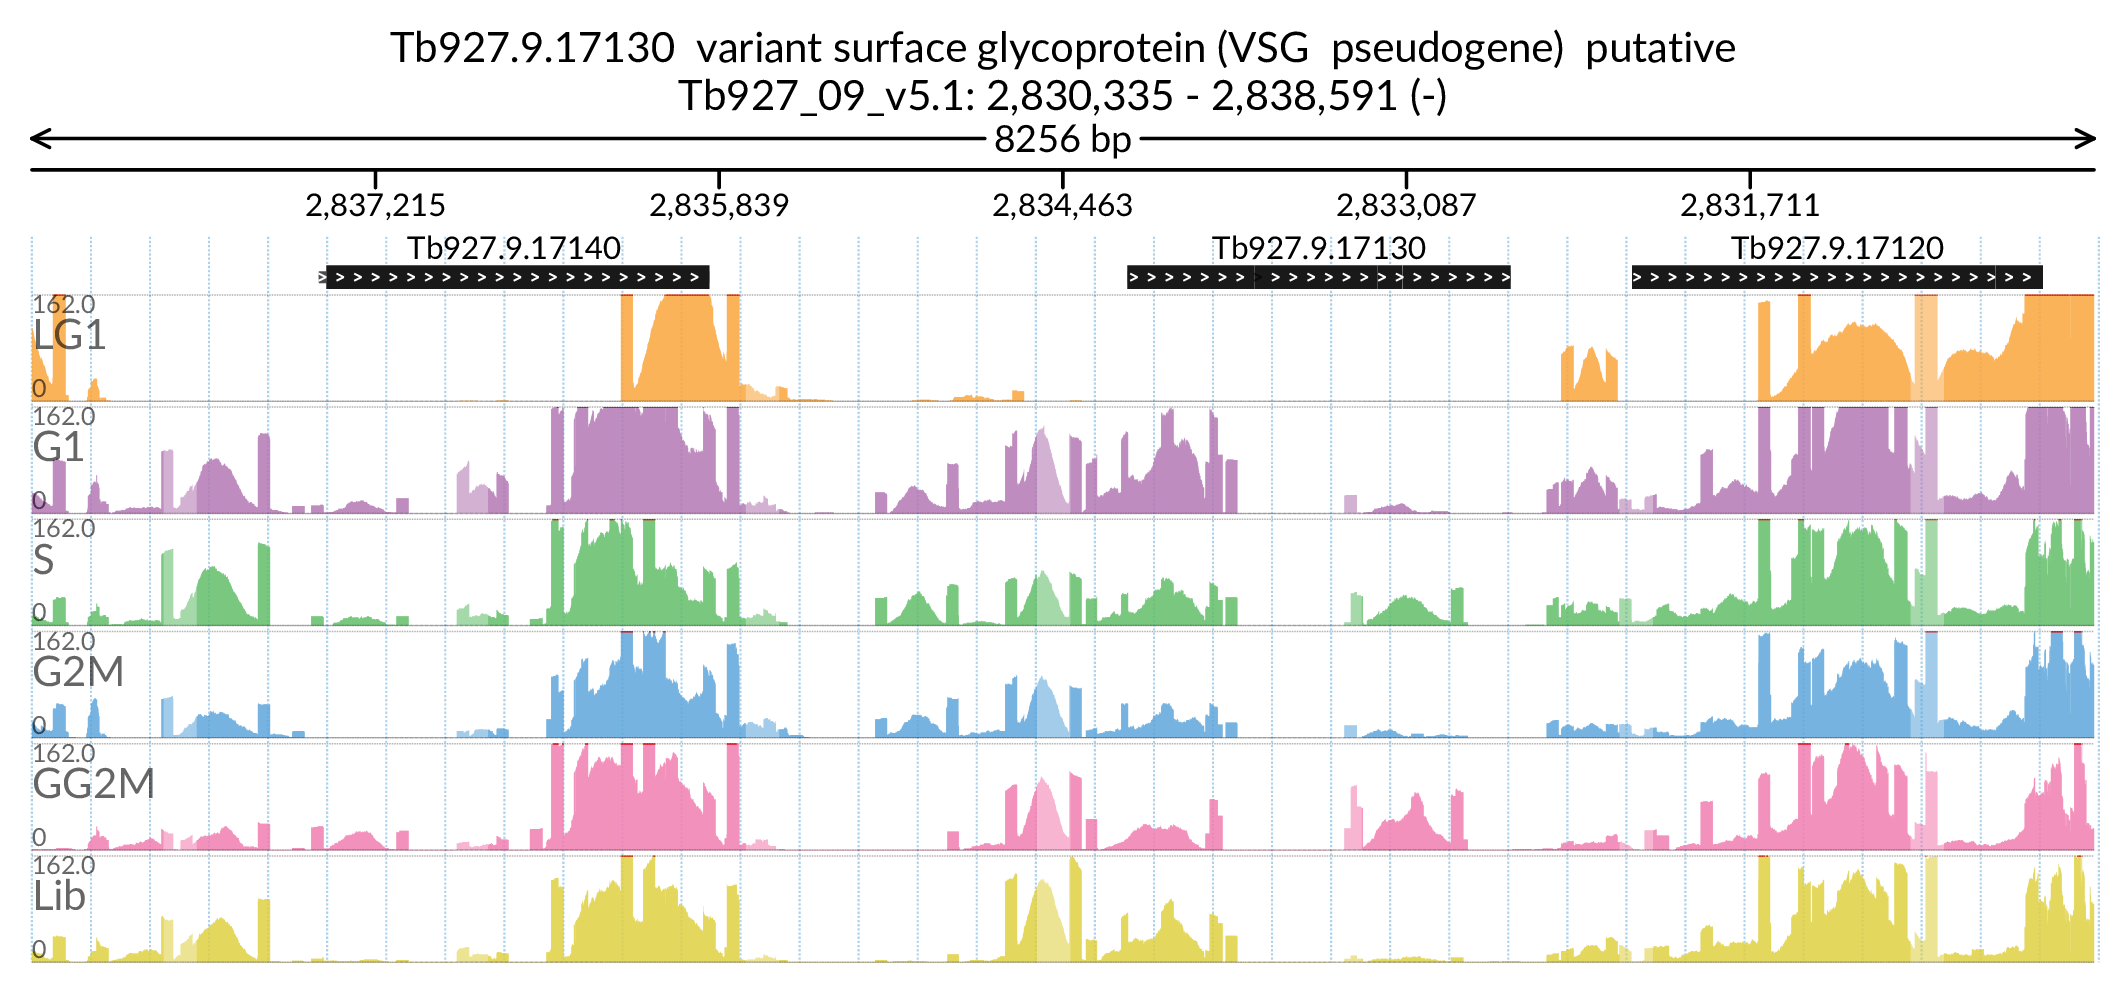 Tb927.9.17130 variant surface glycoprotein (VSG pseudogene) putative
Tb927_09_v5.1: 2,830,335 - 2,838,591 (-)
8256 bp
2,837,215 2,835,839 2,834,463 2,833,087 2,831,711
Tb927.9.17140 Tb927.9.17130 Tb927.9.17120
162.0
LG1
0
162.0
G1
0
162.0
S
0
162.0
G2M
0
162.0
GG2M
0
162.0
Lib
0